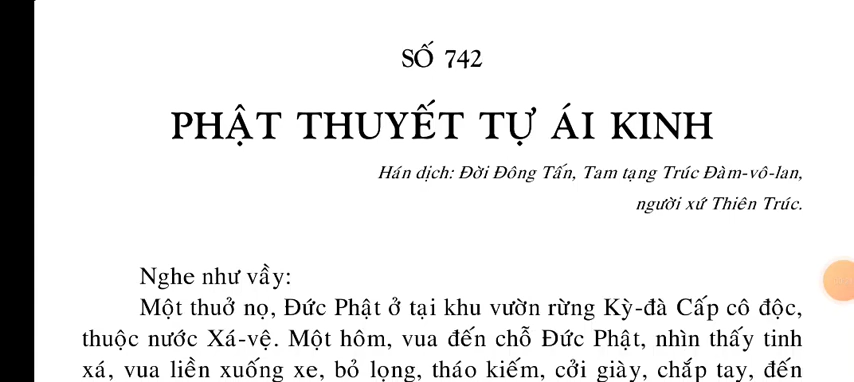 SỐ 742
PHẬT THUYẾT TỰ ÁI KINH
Hán dịch: Đời Đông Tấn, Tam tạng Trúc Đàm-vô-lan,
người xứ Thiên Trúc.
Nghe như vầy:
Một thuở nọ, Đức Phật ở tại khu vườn rừng Kỳ-đà Cấp cô độc,
thuộc nước Xá-vệ. Một hôm, vua đến chỗ Đức Phật, nhìn thấy tinh
xá, vua liền xuống xe, bỏ lọng, tháo kiếm, cởi giày, chắp tay, đến